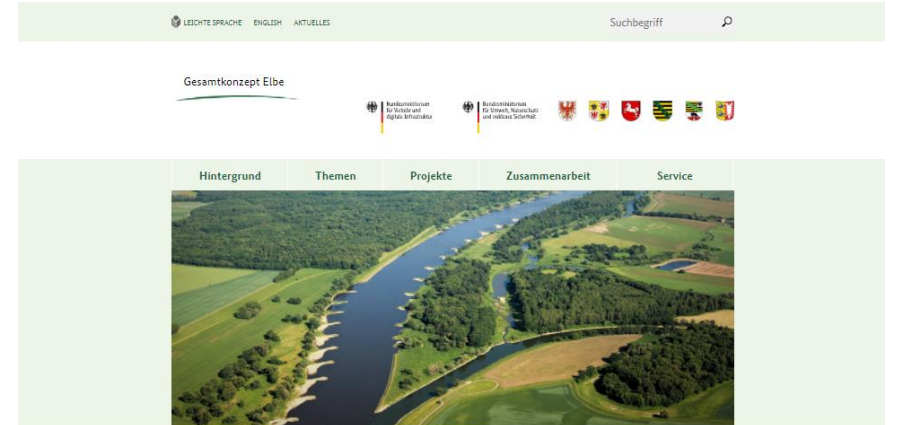 LEICHTE SPRACHE ENGLISH AKTUELLES
Suchbegriff
Gesamtkonzept Elbe
Bundesministerium
für Verkehr und
digitale Infrastruktur
Bundesministerium
für Umwelt, Naturschutz
und nukleare Sicherheit
Hintergrund Themen Projekte Zusammenarbeit Service